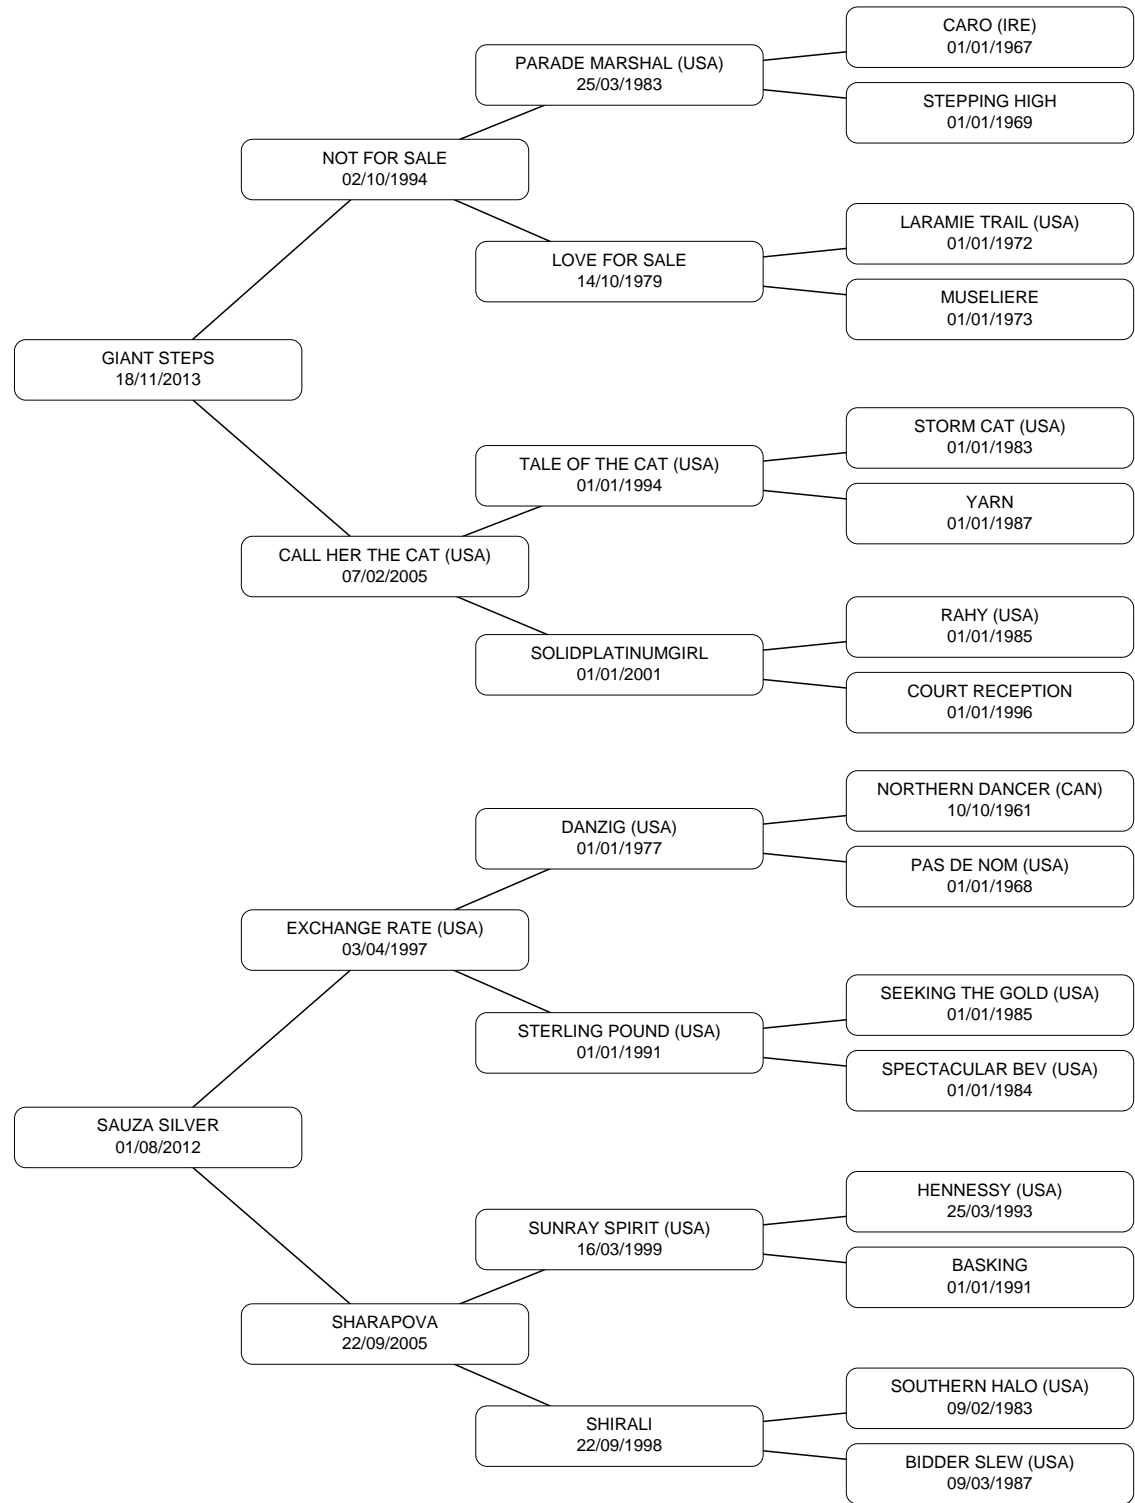 CARO (IRE)
01/01/1967
PARADE MARSHAL (USA)
25/03/1983
STEPPING HIGH
01/01/1969
NOT FOR SALE
02/10/1994
LARAMIE TRAIL (USA)
01/01/1972
LOVE FOR SALE
14/10/1979
MUSELIERE
01/01/1973
GIANT STEPS
18/11/2013
STORM CAT (USA)
01/01/1983
TALE OF THE CAT (USA)
01/01/1994
YARN
01/01/1987
CALL HER THE CAT (USA)
07/02/2005
RAHY (USA)
01/01/1985
SOLIDPLATINUMGIRL
01/01/2001
COURT RECEPTION
01/01/1996
NORTHERN DANCER (CAN)
10/10/1961
DANZIG (USA)
01/01/1977
PAS DE NOM (USA)
01/01/1968
EXCHANGE RATE (USA)
03/04/1997
SEEKING THE GOLD (USA)
01/01/1985
STERLING POUND (USA)
01/01/1991
SPECTACULAR BEV (USA)
01/01/1984
SAUZA SILVER
01/08/2012
HENNESSY (USA)
25/03/1993
SUNRAY SPIRIT (USA)
16/03/1999
BASKING
01/01/1991
SHARAPOVA
22/09/2005
SOUTHERN HALO (USA)
09/02/1983
SHIRALI
22/09/1998
BIDDER SLEW (USA)
09/03/1987